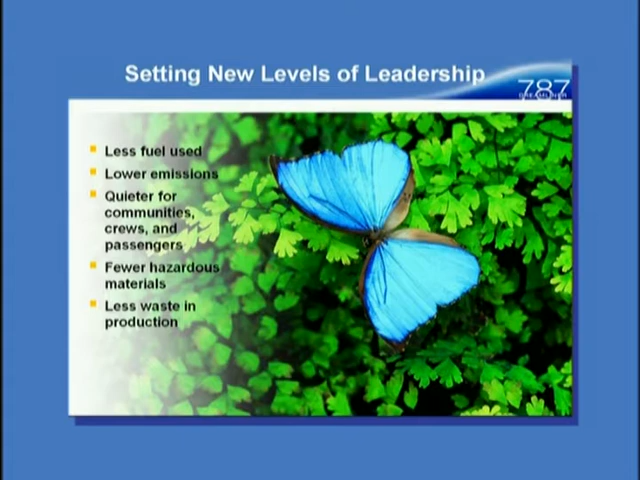 Setting New Levels of Leadership
787
DREAMLINER
Less fuel used
Lower emissions
Quieter for
communities,
crews, and
passengers
Fewer hazardous
materials
Less waste in
production